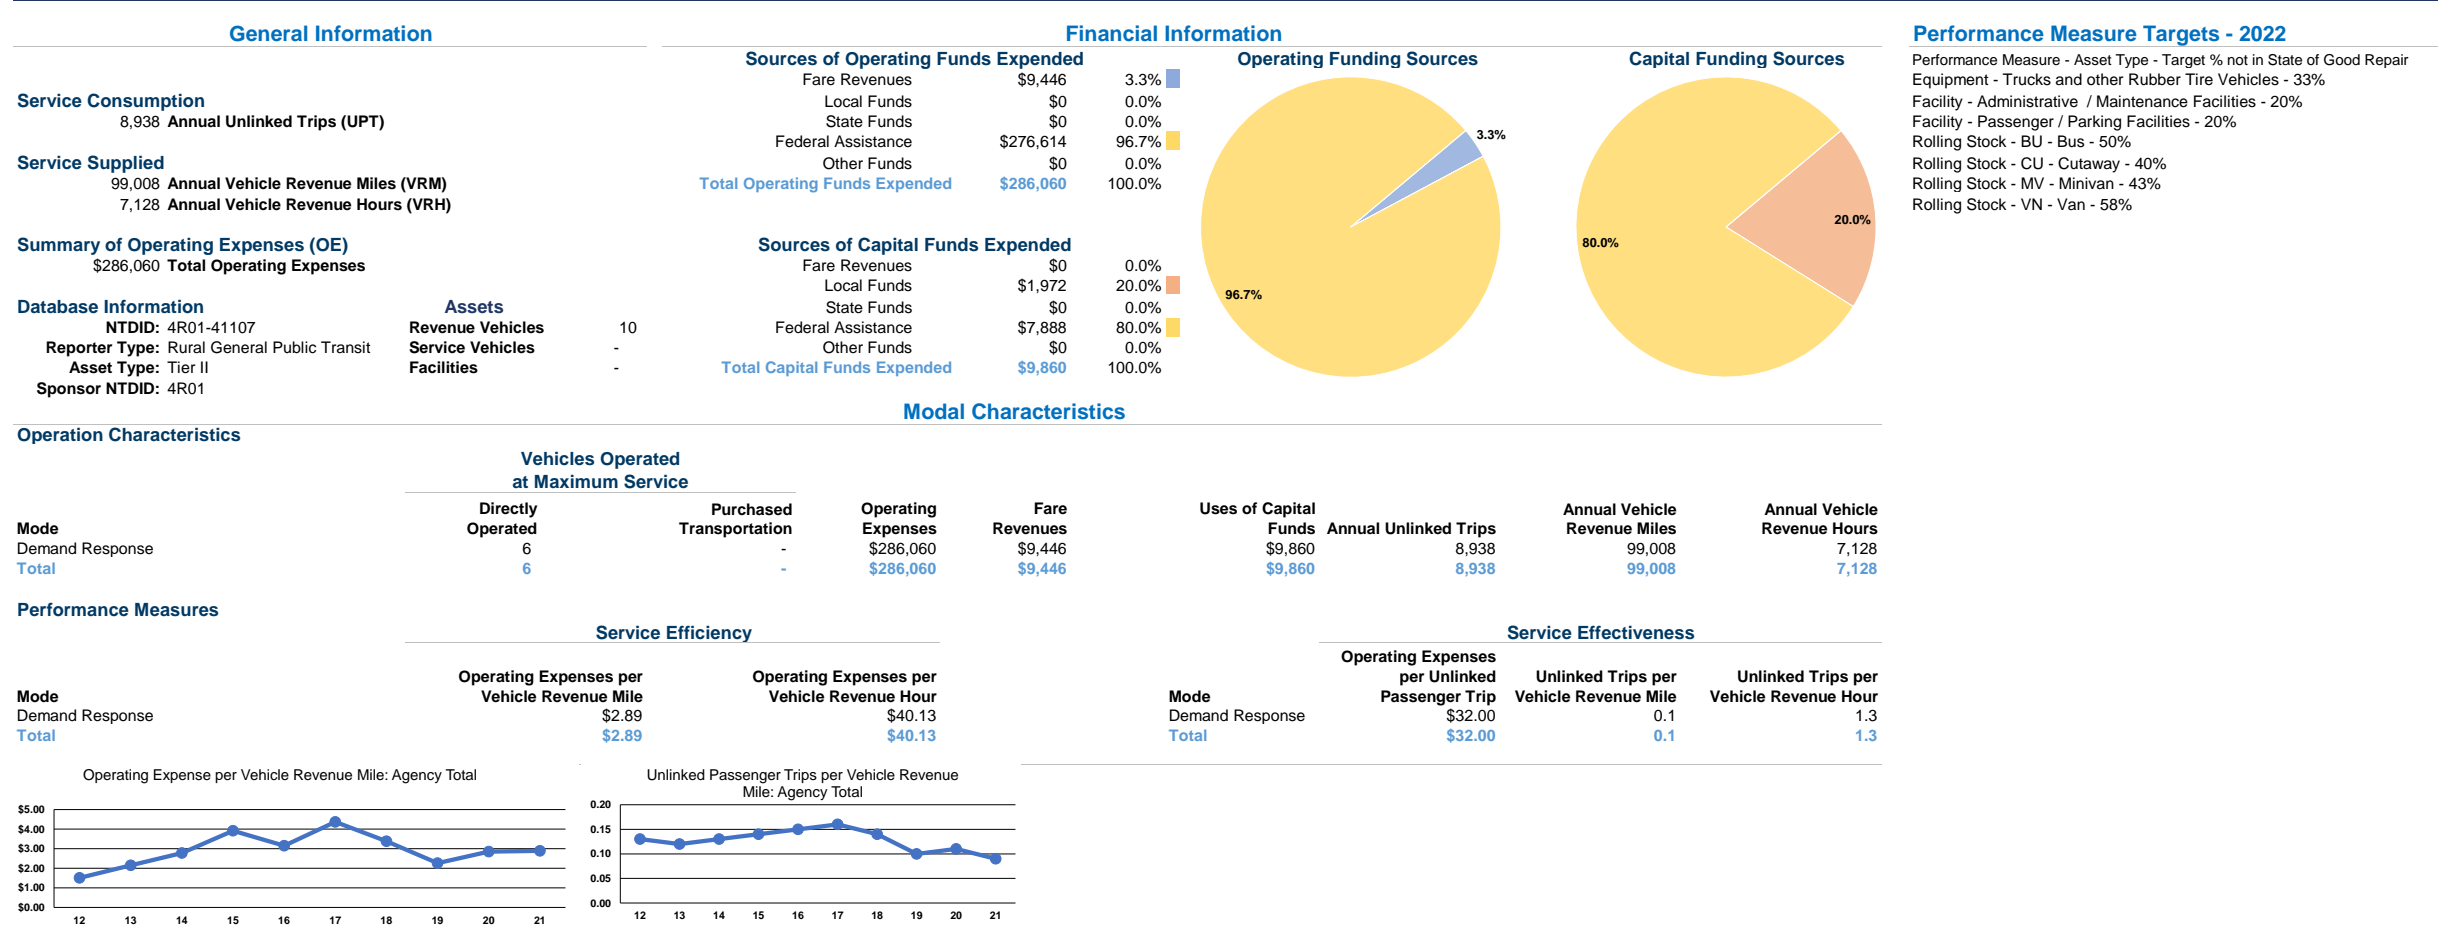 General Information
Service Consumption
8,938 Annual Unlinked Trips (UPT)
Service Supplied
99,008 Annual Vehicle Revenue Miles (VRM)
7,128 Annual Vehicle Revenue Hours (VRH)
Summary of Operating Expenses (OE)
$286,060 Total Operating Expenses
Database Information
NTDID: 4R01-41107
Reporter Type: Rural General Public Transit
Asset Type: Tier II
Sponsor NTDID: 4R01
Assets
Revenue Vehicles 10
Service Vehicles -
Facilities -
Financial Information
Sources of Operating Funds Expended
Fare Revenues $9,446 3.3%
Local Funds $0 0.0%
State Funds $0 0.0%
Federal Assistance $276,614 96.7%
Other Funds $0 0.0%
Total Operating Funds Expended $286,060 100.0%
Sources of Capital Funds Expended
Fare Revenues $0 0.0%
Local Funds $1,972 20.0%
State Funds $0 0.0%
Federal Assistance $7,888 80.0%
Other Funds $0 0.0%
Total Capital Funds Expended $9,860 100.0%
Operating Funding Sources
3.3%
96.7%
Capital Funding Sources
20.0%
80.0%
Performance Measure Targets - 2022
Performance Measure - Asset Type - Target % not in State of Good Repair
Equipment - Trucks and other Rubber Tire Vehicles - 33%
Facility - Administrative / Maintenance Facilities - 20%
Facility - Passenger / Parking Facilities - 20%
Rolling Stock - BU - Bus - 50%
Rolling Stock - CU - Cutaway - 40%
Rolling Stock - MV - Minivan - 43%
Rolling Stock - VN - Van - 58%
Modal Characteristics
Operation Characteristics
Vehicles Operated
at Maximum Service
Directly Purchased Operating Fare Uses of Capital Annual Vehicle Annual Vehicle
Mode Operated Transportation Expenses Revenues Funds Annual Unlinked Trips Revenue Miles Revenue Hours
Demand Response 6 - $286,060 $9,446 $9,860 8,938 99,008 7,128
Total 6 - $286,060 $9,446 $9,860 8,938 99,008 7,128
Performance Measures
Service Efficiency
Operating Expenses per Operating Expenses per
Mode Vehicle Revenue Mile Vehicle Revenue Hour
Demand Response $2.89 $40.13
Total $2.89 $40.13
Service Effectiveness
Operating Expenses
per Unlinked Unlinked Trips per Unlinked Trips per
Mode Passenger Trip Vehicle Revenue Mile Vehicle Revenue Hour
Demand Response $32.00 0.1 1.3
Total $32.00 0.1 1.3
Operating Expense per Vehicle Revenue Mile: Agency Total
$5.00
$4.00
$3.00
$2.00
$1.00
$0.00
12 13 14 15 16 17 18 19 20 21
Unlinked Passenger Trips per Vehicle Revenue
Mile: Agency Total
0.20
0.15
0.10
0.05
0.00
12 13 14 15 16 17 18 19 20 21